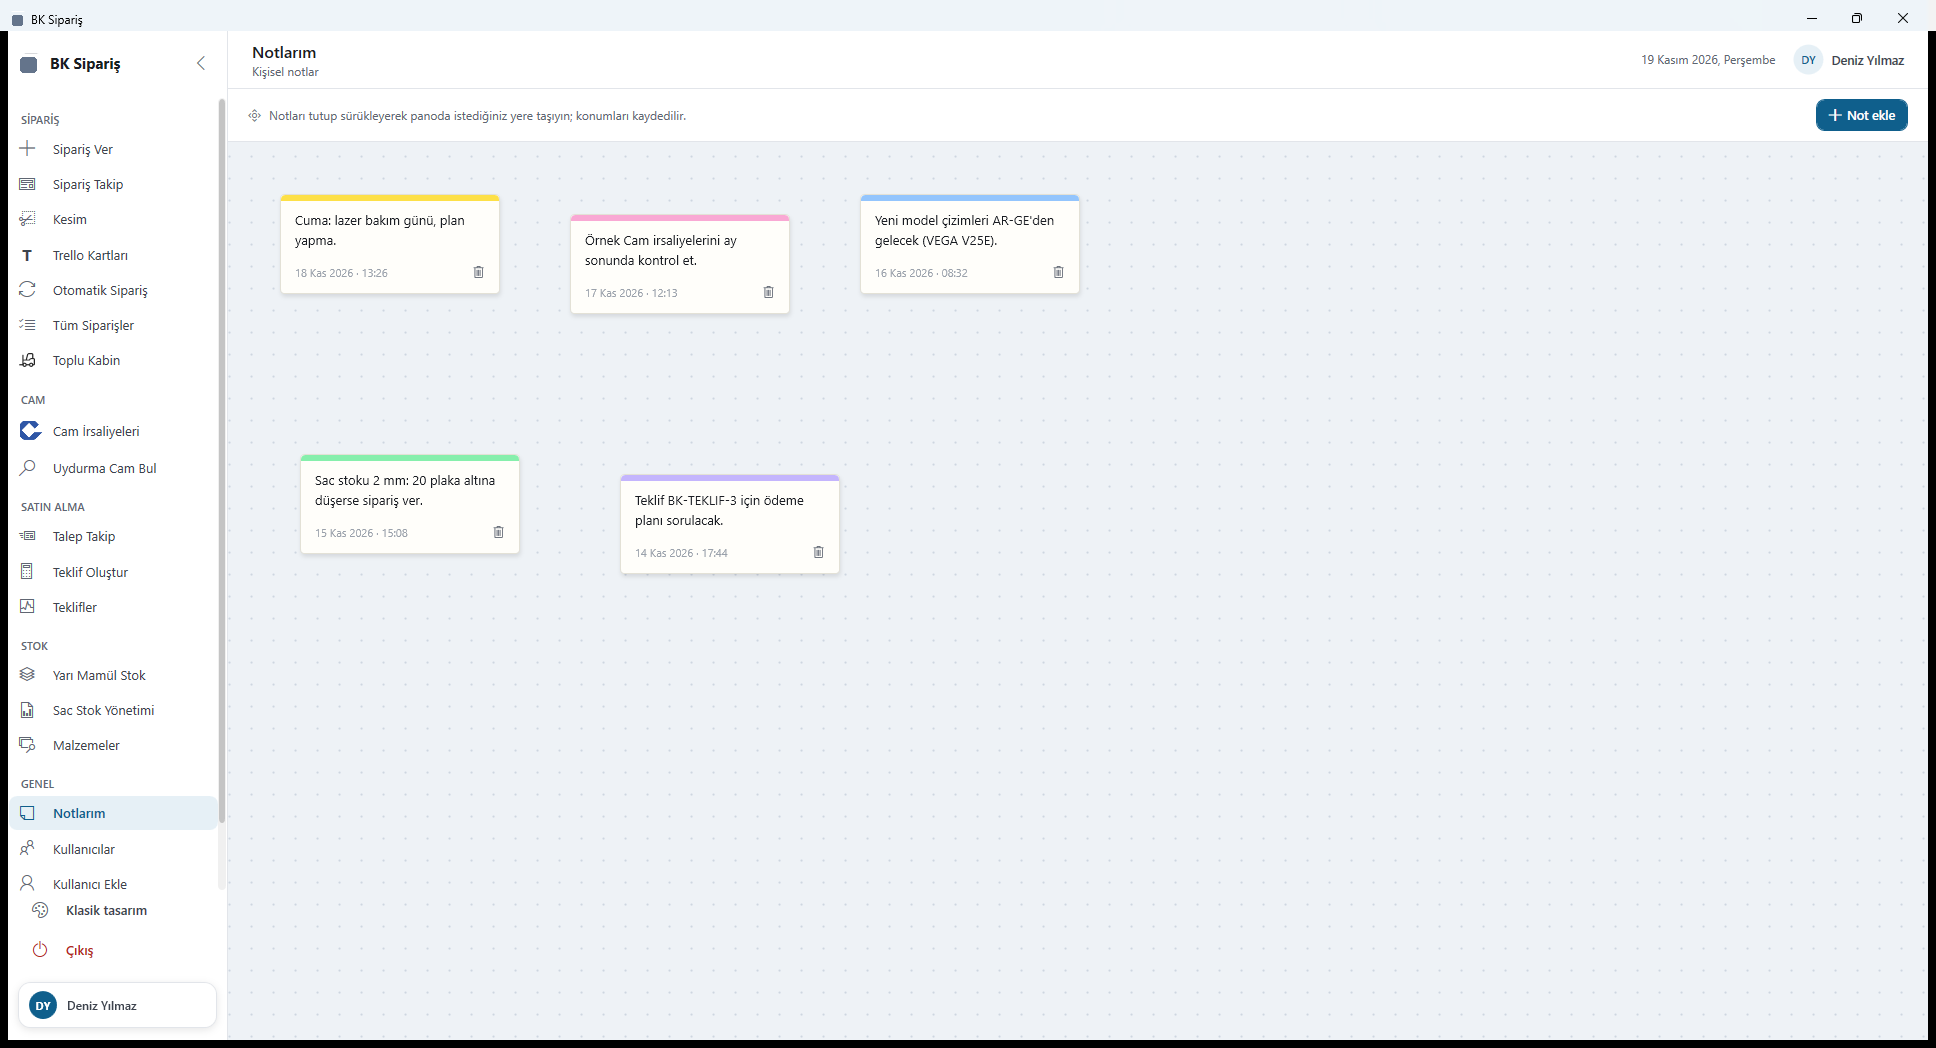 BK Sipariş
BK Sipariş
SİPARİŞ
Sipariş Ver
Sipariş Takip
Kesim
T Trello Kartları
Otomatik Sipariş
Tüm Siparişler
Toplu Kabin
CAM
Cam İrsaliyeleri
Uydurma Cam Bul
SATIN ALMA
Talep Takip
Teklif Oluştur
Teklifler
STOK
Yarı Mamül Stok
Sac Stok Yönetimi
Malzemeler
GENEL
Notlarım
Kullanıcılar
Kullanıcı Ekle
Klasik tasarım
Çıkış
DY Deniz Yılmaz
Notlarım
Kişisel notlar
19 Kasım 2026, Perşembe
DY Deniz Yılmaz
Notları tutup sürükleyerek panoda istediğiniz yere taşıyın; konumları kaydedilir.
Not ekle
Cuma: lazer bakım günü, plan
yapma.
18 Kas 2026 · 13:26
Örnek Cam irsaliyelerini ay
sonunda kontrol et.
17 Kas 2026 · 12:13
Yeni model çizimleri AR-GE'den
gelecek (VEGA V25E).
16 Kas 2026 · 08:32
Sac stoku 2 mm: 20 plaka altına
düşerse sipariş ver.
15 Kas 2026 · 15:08
Teklif BK-TEKLIF-3 için ödeme
planı sorulacak.
14 Kas 2026 · 17:44